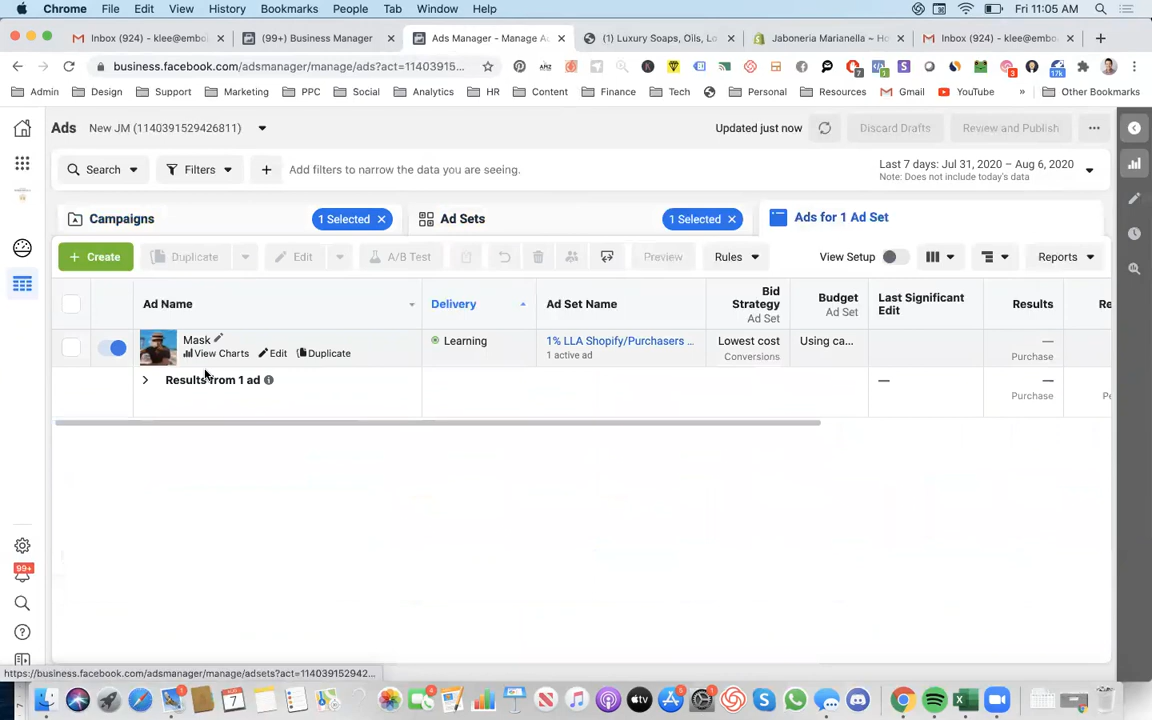 Chrome File Edit View History Bookmarks People Tab Window Help Fri 11:05 AM
Inbox (924) - klee@embo (99+) Business Manager Ads Manager - Manage Ad (1) Luxury Soaps, Oils, Lo Jaboneria Marianella – Ho Inbox (924) - klee@embo
business.facebook.com/adsmanager/manage/ads?act=11403915...
Admin Design Support Marketing PPC Social Analytics HR Content Finance Tech Personal Resources Gmail YouTube » Other Bookmarks
Ads New JM (1140391529426811) Updated just now Discard Drafts Review and Publish ...
Search Filters + Add filters to narrow the data you are seeing. Last 7 days: Jul 31, 2020 – Aug 6, 2020
Note: Does not include today's data
Campaigns 1 Selected Ad Sets 1 Selected Ads for 1 Ad Set
+ Create Duplicate Edit A/B Test Preview Rules View Setup Reports
Ad Name Delivery Ad Set Name Bid Strategy Ad Set Budget Ad Set Last Significant Edit Results Re
Mask Learning 1% LLA Shopify/Purchasers ... Lowest cost Using ca... —
View Charts Edit Duplicate 1 active ad Conversions Purchase
Results from 1 ad — —
Purchase Pe
99+
https://business.facebook.com/adsmanager/manage/adsets?act=114039152942...